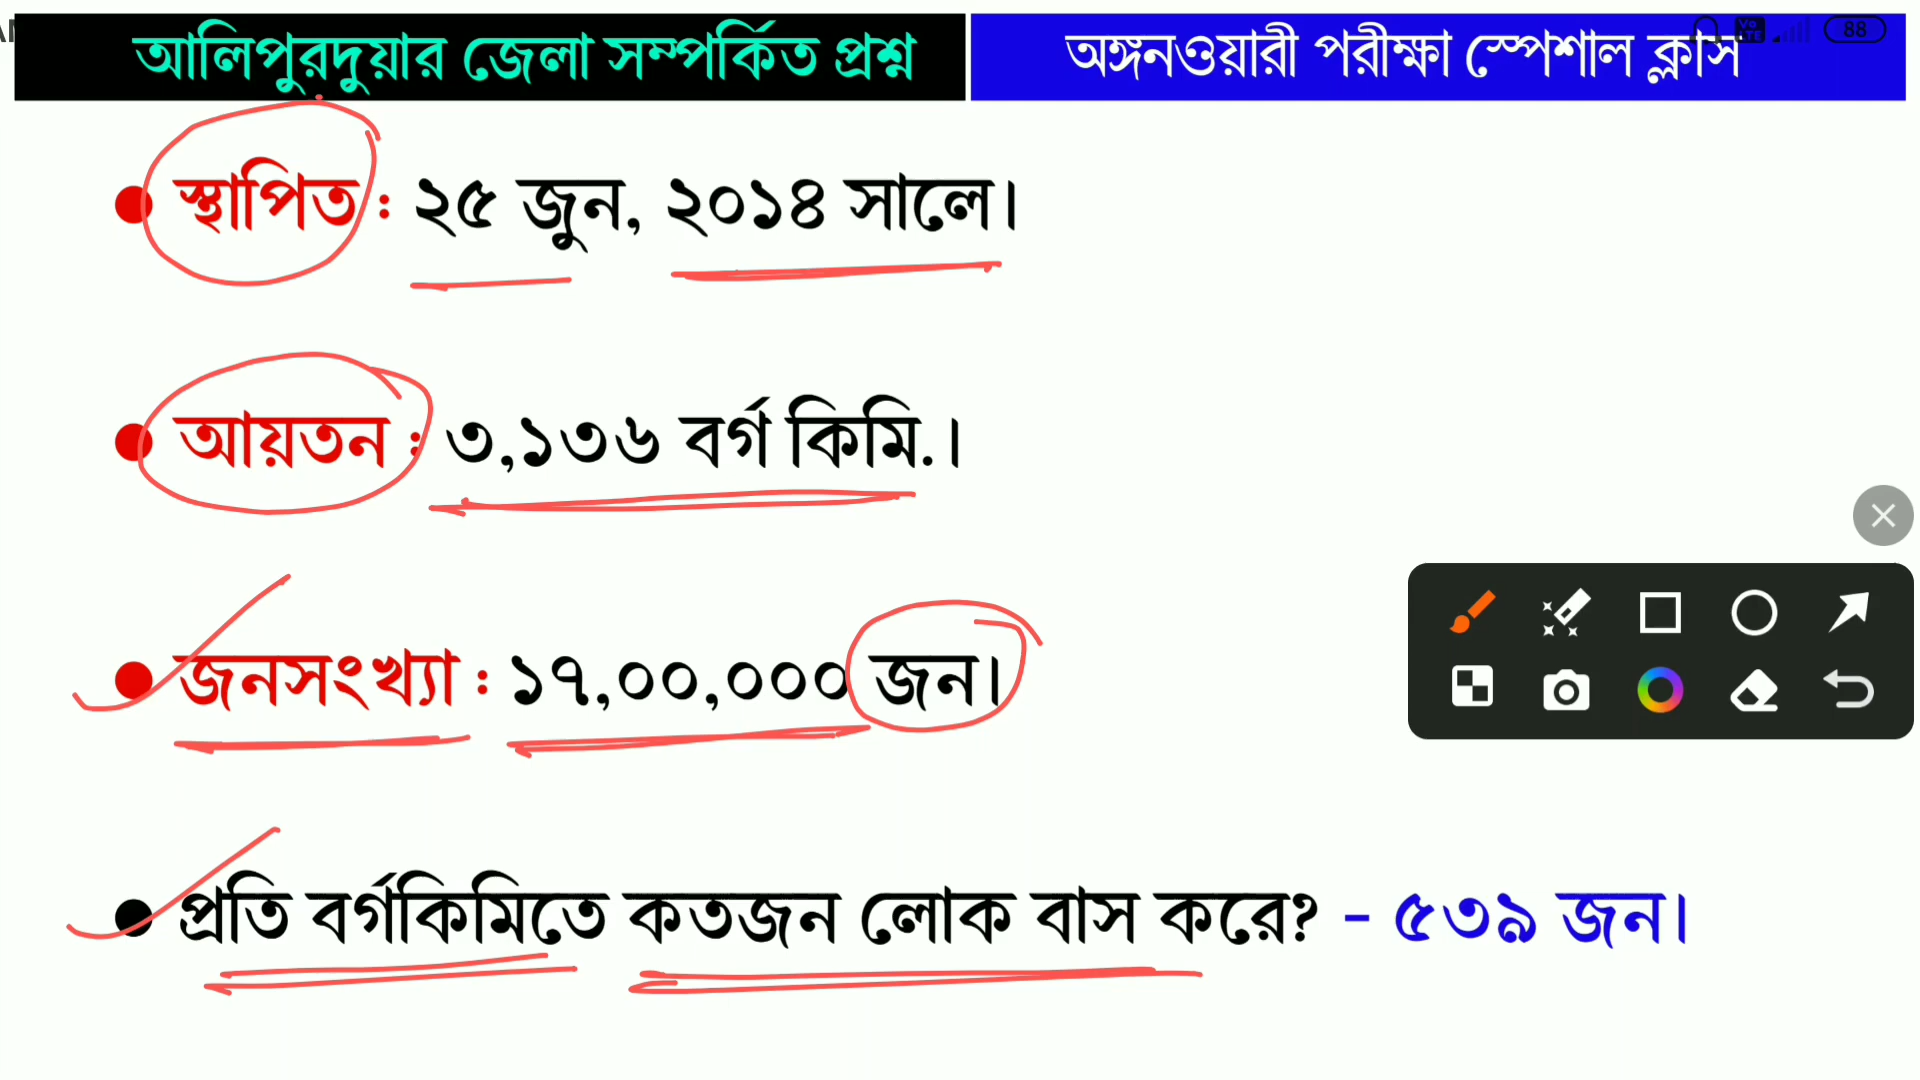 আলিপুরদুয়ার জেলা সম্পর্কিত প্রশ্ন
অঙ্গনওয়ারী পরীক্ষা স্পেশাল ক্লাস
88
● স্থাপিত : ২৫ জুন, ২০১৪ সালে।
● আয়তন : ৩,১৩৬ বর্গ কিমি.।
● জনসংখ্যা : ১৭,০০,০০০ জন।
● প্রতি বর্গকিমিতে কতজন লোক বাস করে? - ৫৩৯ জন।